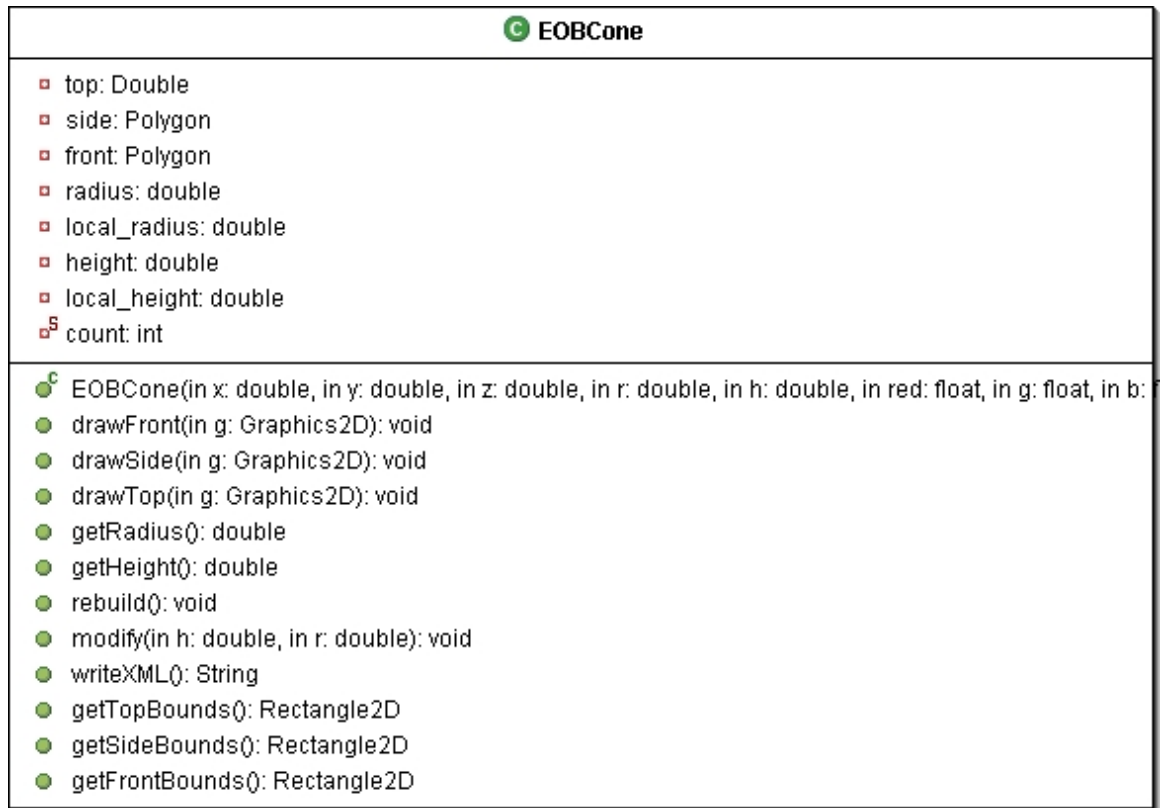 C EOBCone
top: Double
side: Polygon
front: Polygon
radius: double
local_radius: double
height: double
local_height: double
S count: int
C EOBCone(in x: double, in y: double, in z: double, in r: double, in h: double, in red: float, in g: float, in b: f
drawFront(in g: Graphics2D): void
drawSide(in g: Graphics2D): void
drawTop(in g: Graphics2D): void
getRadius(): double
getHeight(): double
rebuild(): void
modify(in h: double, in r: double): void
writeXML(): String
getTopBounds(): Rectangle2D
getSideBounds(): Rectangle2D
getFrontBounds(): Rectangle2D